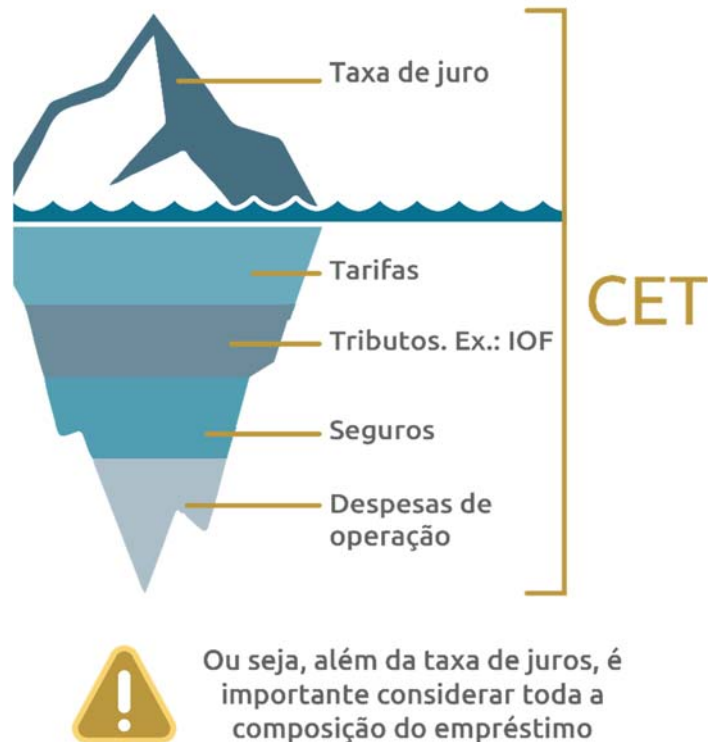 Taxa de juro
Tarifas
CET
Tributos. Ex.: IOF
Seguros
Despesas de
operação
Ou seja, além da taxa de juros, é
importante considerar toda a
composição do empréstimo